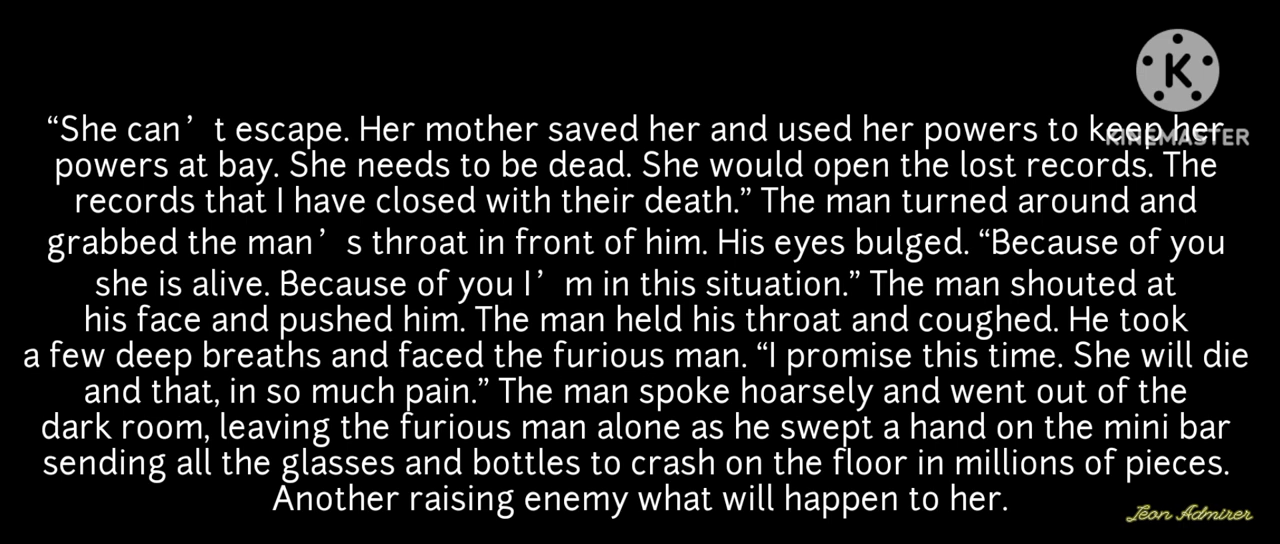 K
KINEMASTER
“She can’t escape. Her mother saved her and used her powers to keep her
powers at bay. She needs to be dead. She would open the lost records. The
records that I have closed with their death.” The man turned around and
grabbed the man’s throat in front of him. His eyes bulged. “Because of you
she is alive. Because of you I’m in this situation.” The man shouted at
his face and pushed him. The man held his throat and coughed. He took
a few deep breaths and faced the furious man. “I promise this time. She will die
and that, in so much pain.” The man spoke hoarsely and went out of the
dark room, leaving the furious man alone as he swept a hand on the mini bar
sending all the glasses and bottles to crash on the floor in millions of pieces.
Another raising enemy what will happen to her.
Leon Admirer